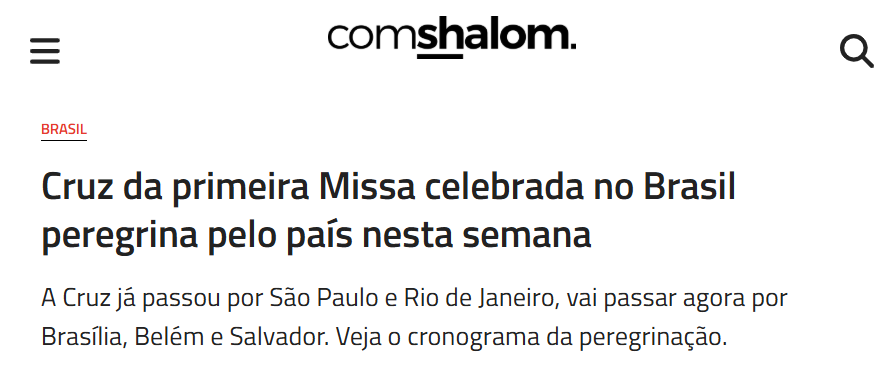 comshalom.
BRASIL
Cruz da primeira Missa celebrada no Brasil
peregrina pelo país nesta semana
A Cruz já passou por São Paulo e Rio de Janeiro, vai passar agora por
Brasília, Belém e Salvador. Veja o cronograma da peregrinação.